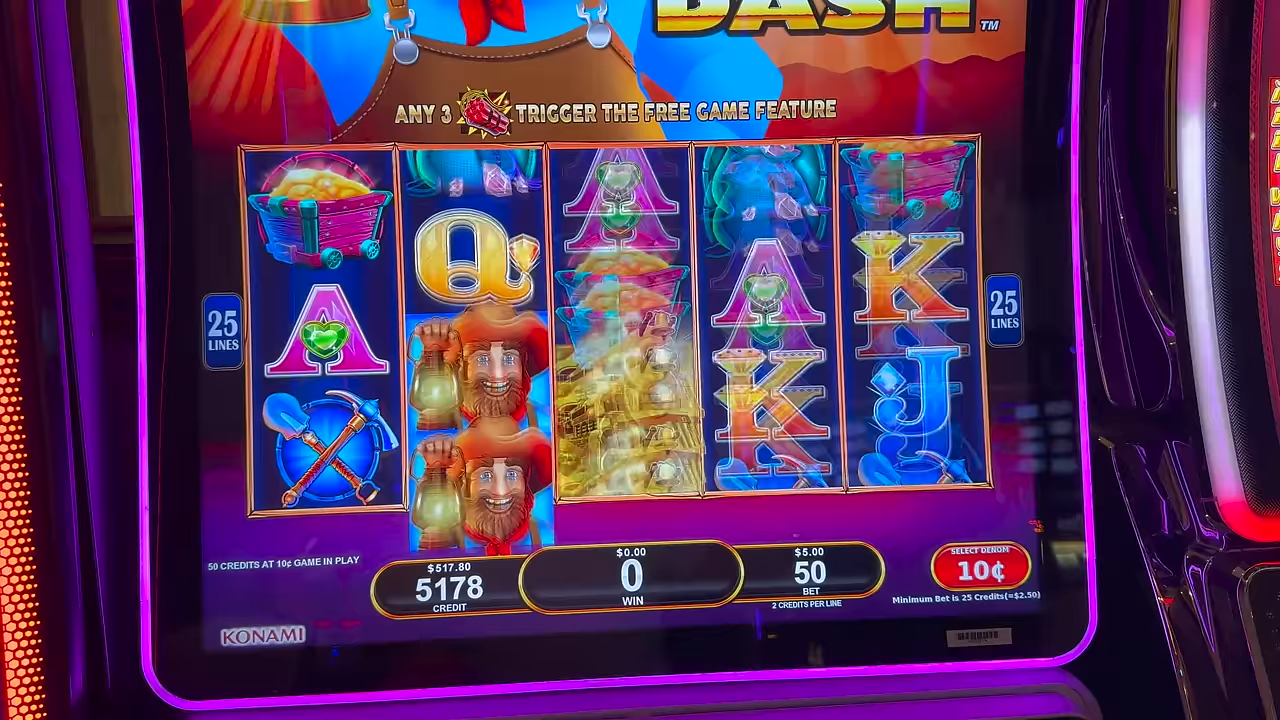 DASH™
ANY 3 TRIGGER THE FREE GAME FEATURE
A
Q
A
A
K
K
J
25
LINES
25
LINES
50 CREDITS AT 10¢ GAME IN PLAY
$517.80
5178
CREDIT
$0.00
0
WIN
$5.00
50
BET
2 CREDITS PER LINE
SELECT DENOM
10¢
Minimum Bet is 25 Credits(=$2.50)
KONAMI